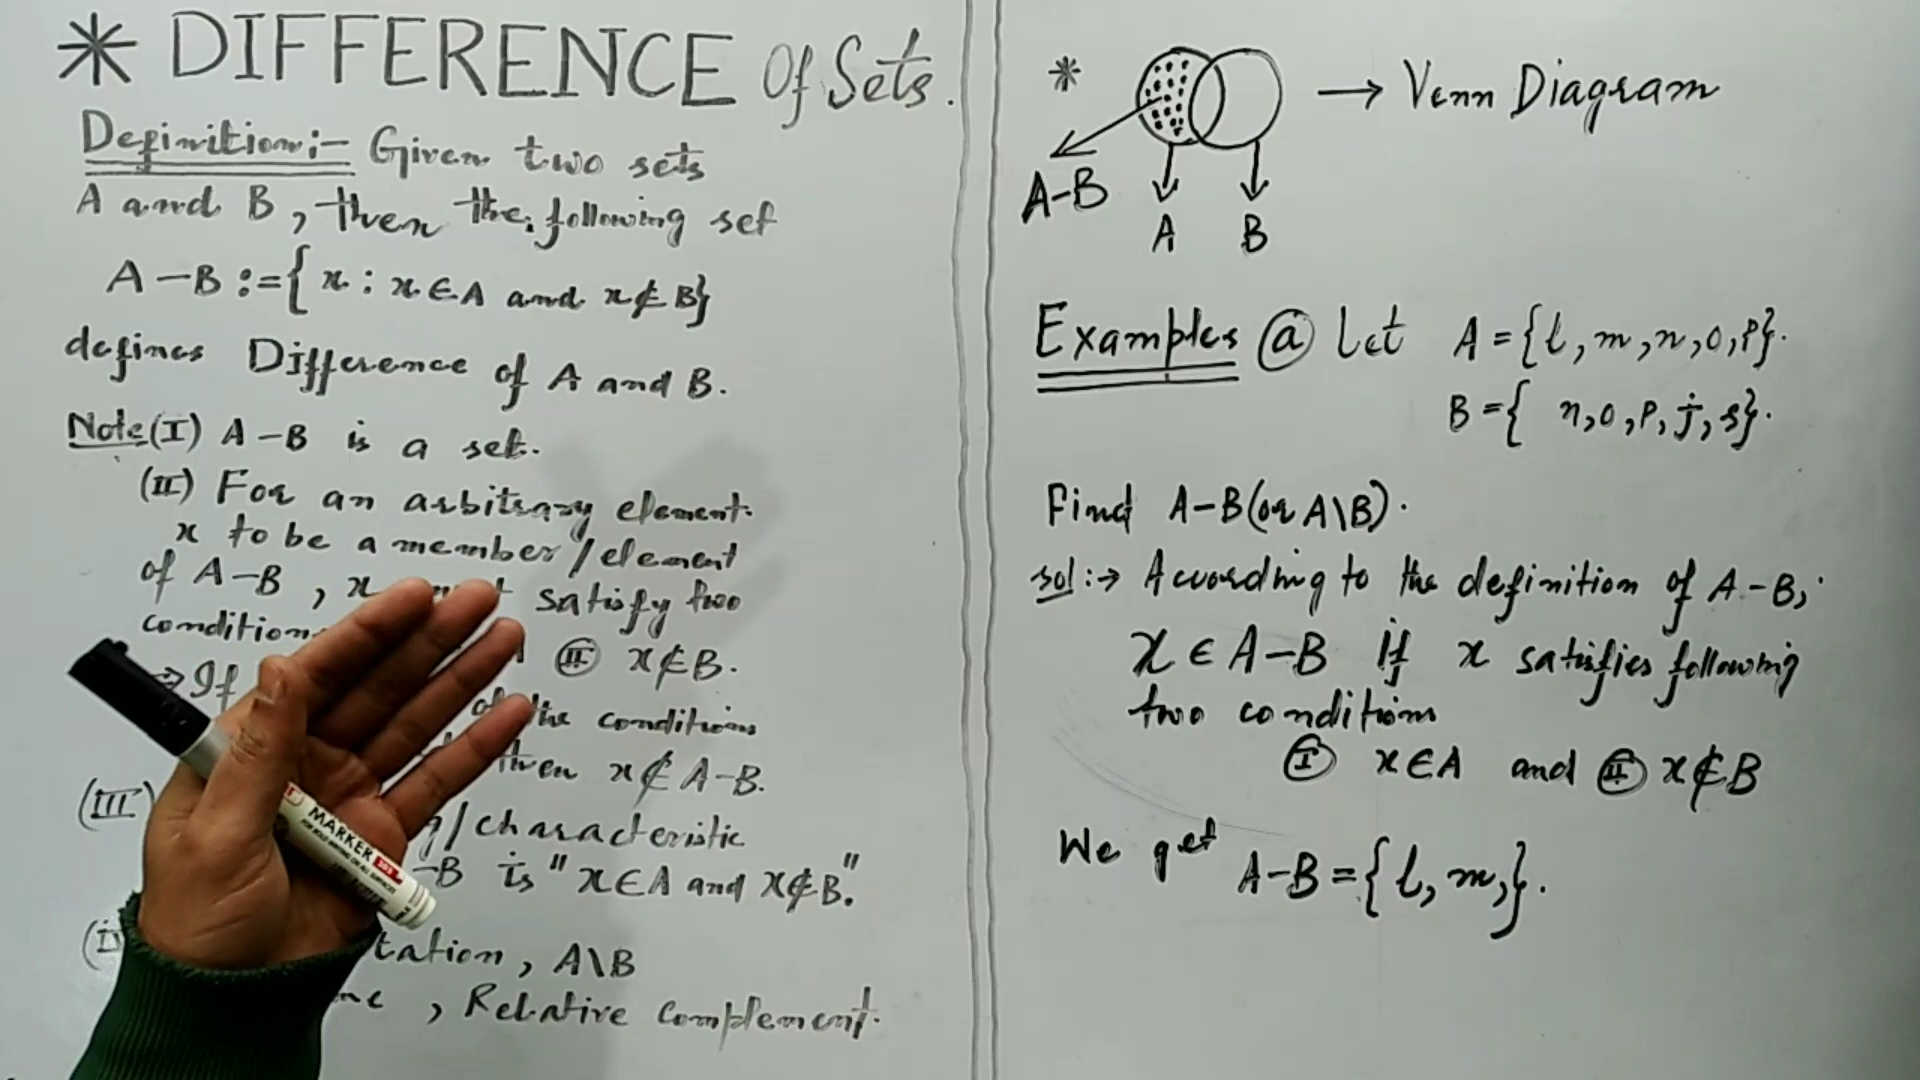 * DIFFERENCE Of Sets.
Definition:- Given two sets
A and B, then the following set
A-B := { x : x ∈ A and x ∉ B}
defines Difference of A and B.
Note (I) A-B is a set.
(II) For an arbitrary element
x to be a member/element
of A-B, x satisfy two
condition
(II) x ∉ B.
⇒ If
of the conditions
then x ∉ A-B.
(III)
/characteristic
-B is "x∈A and x∉B."
tation, A\B
, Relative complement.
* → Venn Diagram
A-B
A B
Examples @ Let A = {l, m, n, o, p}.
B = { n, o, p, j, s}.
Find A-B (or A\B).
sol:→ According to the definition of A-B,
x ∈ A-B if x satisfies following
two conditions
(I) x∈A and (II) x∉B
We get A-B = {l, m,}.
MARKER